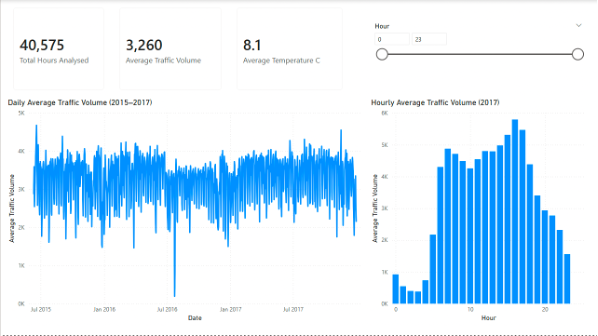 40,575
Total Hours Analysed
3,260
Average Traffic Volume
8.1
Average Temperature C
Hour
0
23
Daily Average Traffic Volume (2015–2017)
Average Traffic Volume
5K
4K
3K
2K
1K
0K
Jul 2015
Jan 2016
Jul 2016
Jan 2017
Jul 2017
Date
Hourly Average Traffic Volume (2017)
Average Traffic Volume
6K
5K
4K
3K
2K
1K
0K
0
10
20
Hour